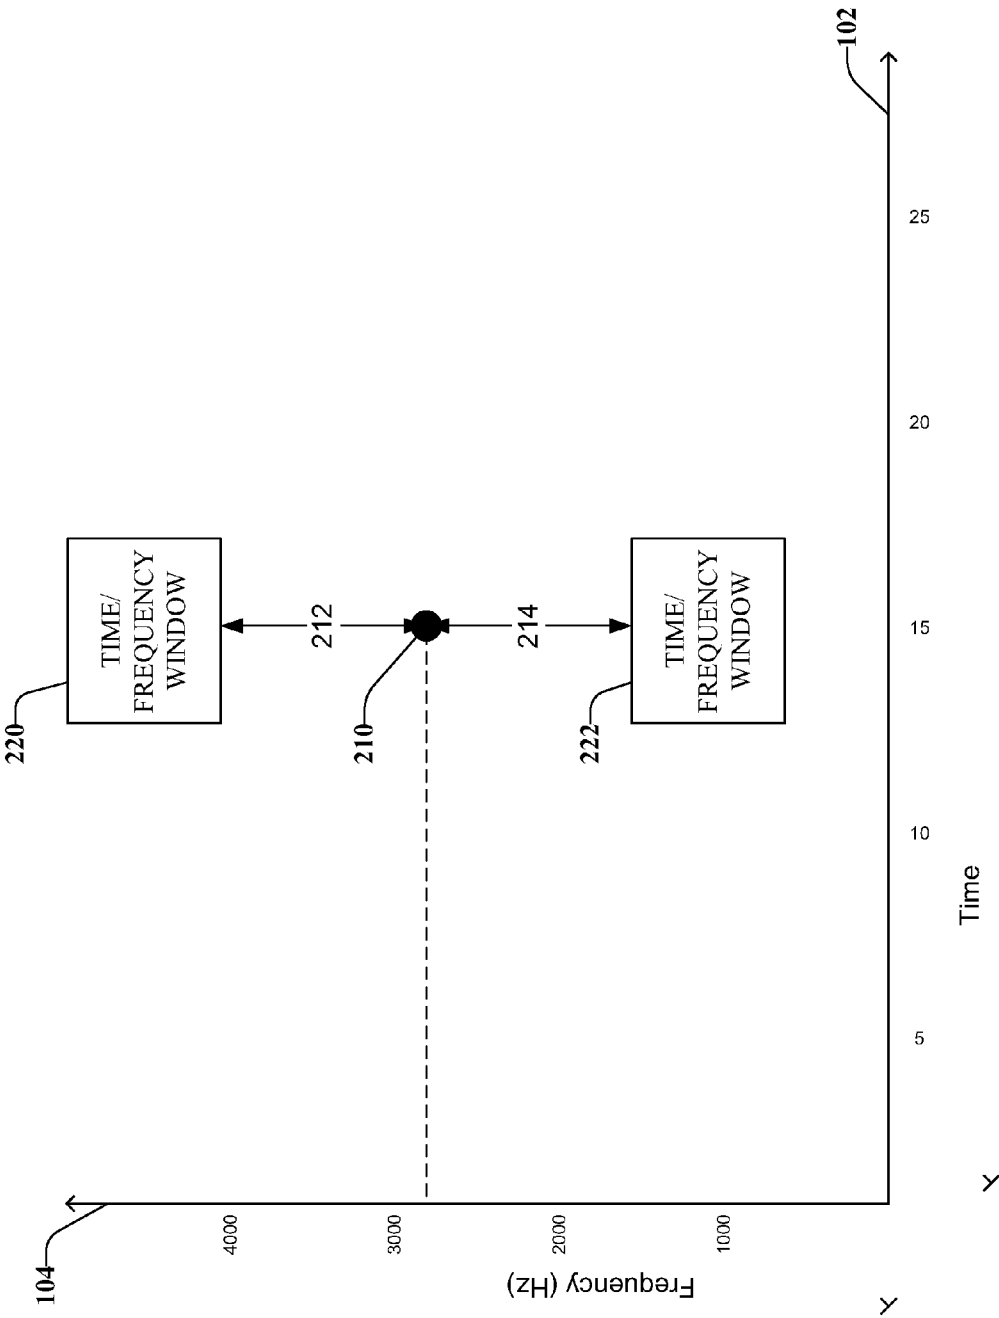 104
Frequency (Hz)
4000
3000
2000
1000
220
TIME/
FREQUENCY
WINDOW
212
210
214
222
TIME/
FREQUENCY
WINDOW
102
5
10
15
20
25
Time